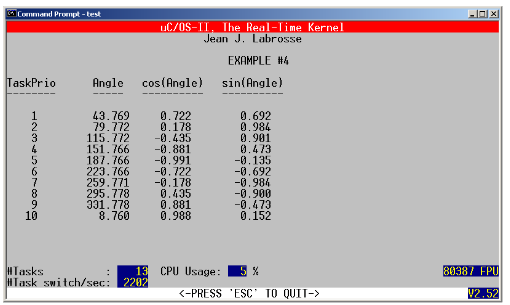 Command Prompt - test
uC/OS-II, The Real-Time Kernel
Jean J. Labrosse
EXAMPLE #4
TaskPrio Angle cos(Angle) sin(Angle)
-------- ----- ---------- ----------
1 43.769 0.722 0.692
2 79.772 0.178 0.984
3 115.772 -0.435 0.901
4 151.766 -0.881 0.473
5 187.766 -0.991 -0.135
6 223.766 -0.722 -0.692
7 259.771 -0.178 -0.984
8 295.778 0.435 -0.900
9 331.778 0.881 -0.473
10 8.760 0.988 0.152
#Tasks : 13 CPU Usage: 5 % 80387 FPU
#Task switch/sec: 2202
<-PRESS 'ESC' TO QUIT-> V2.52